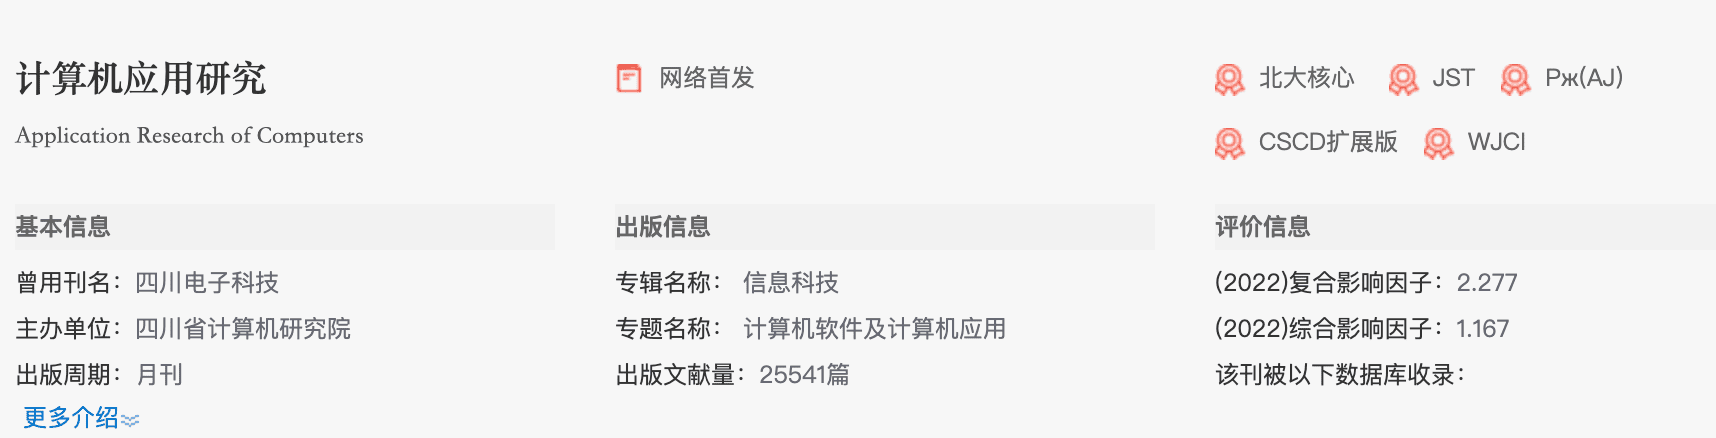 计算机应用研究
Application Research of Computers
网络首发
北大核心 JST Pж(AJ)
CSCD扩展版 WJCI
基本信息
曾用刊名：四川电子科技
主办单位：四川省计算机研究院
出版周期：月刊
更多介绍
出版信息
专辑名称：信息科技
专题名称：计算机软件及计算机应用
出版文献量：25541篇
评价信息
(2022)复合影响因子：2.277
(2022)综合影响因子：1.167
该刊被以下数据库收录：